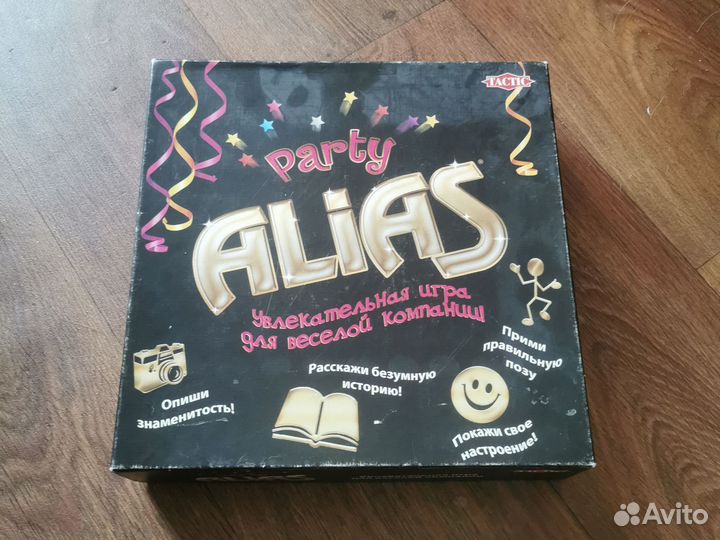 TACTIC
Party
ALiAS
Увлекательная игра
для веселой компании!
Прими
правильную
позу
Расскажи безумную
историю!
Опиши
знаменитость!
Покажи свое
настроение!
ALiAS
Avito